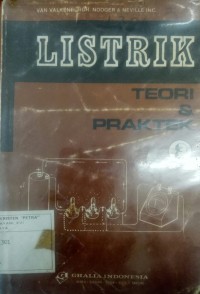 VAN VALKENBURGH, NOOGER & NEVILLE INC.
LISTRIK
TEORI
&
PRAKTEK
GHALIA INDONESIA